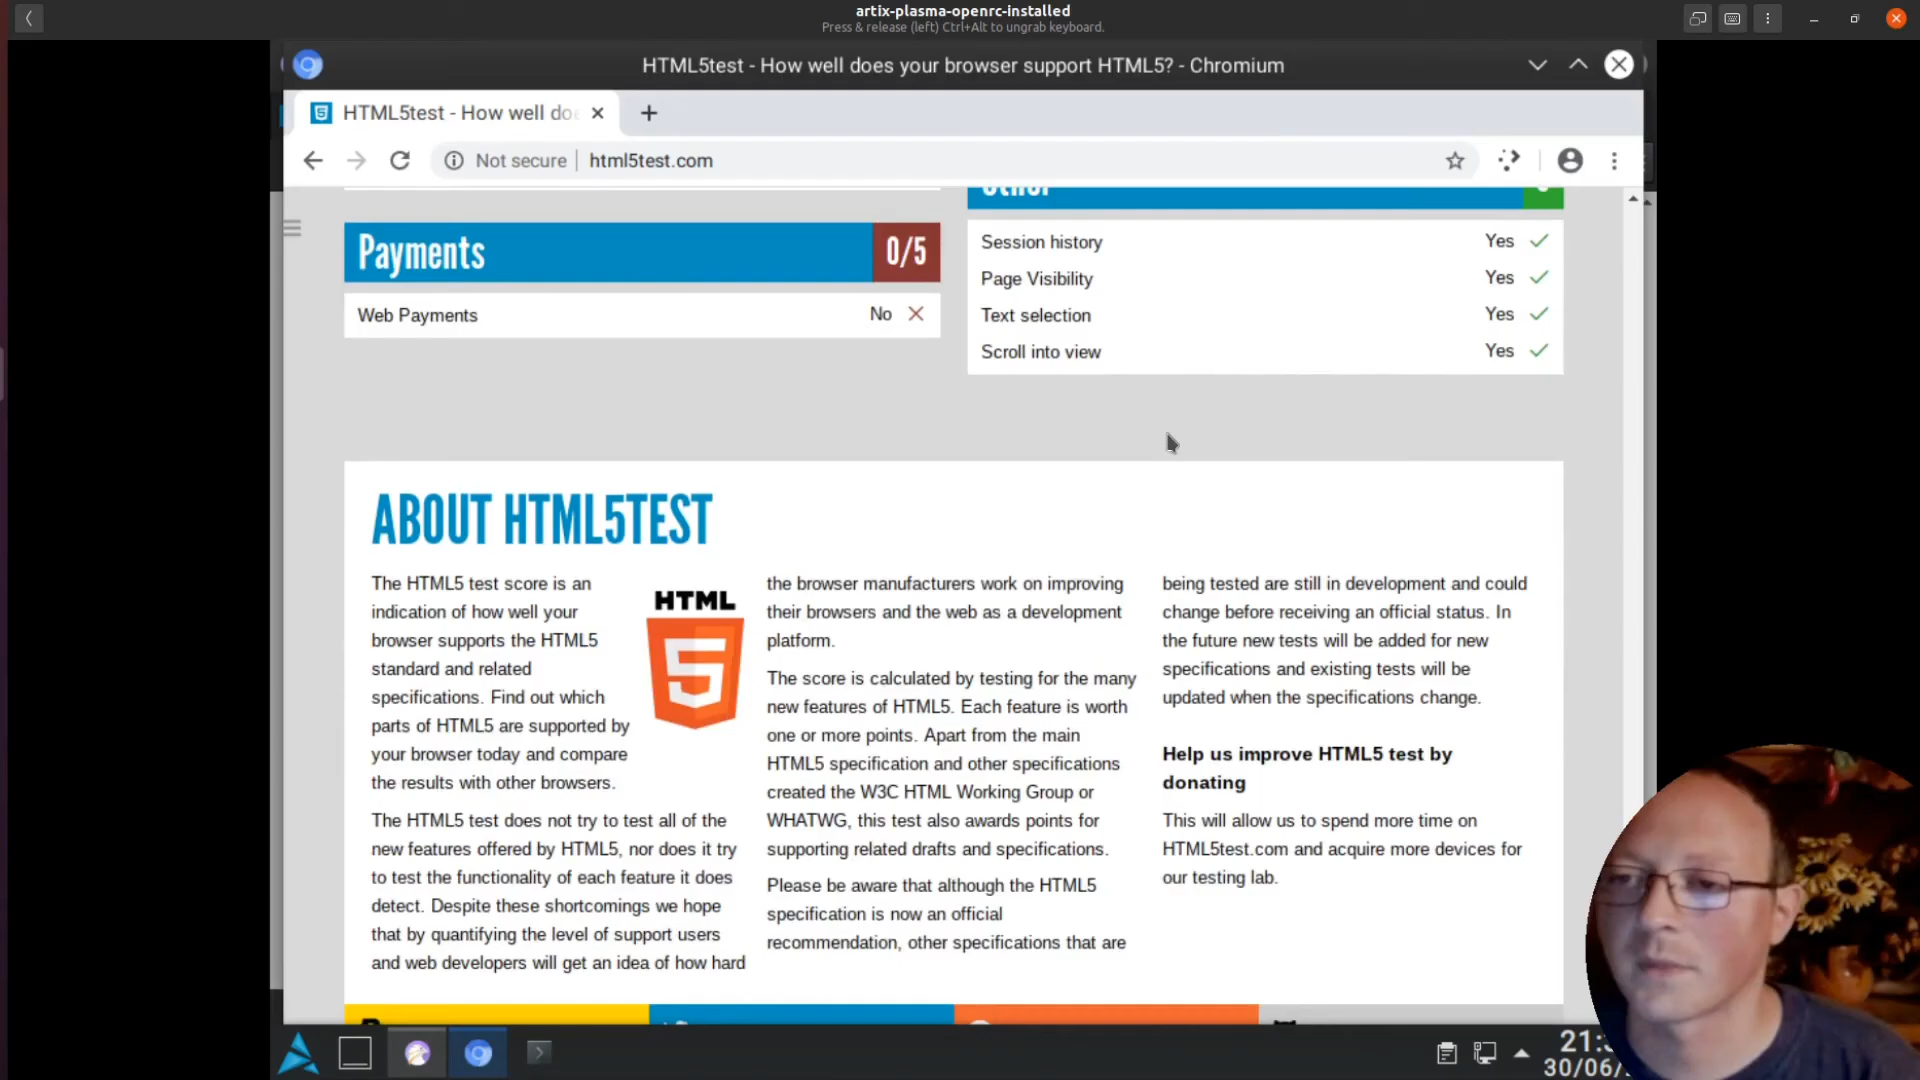 artix-plasma-openrc-installed
Press & release (left) Ctrl+Alt to ungrab keyboard.
HTML5test - How well does your browser support HTML5? - Chromium
HTML5test - How well doe
Not secure
html5test.com
Payments 0/5
Web Payments No
Other
Session history Yes
Page Visibility Yes
Text selection Yes
Scroll into view Yes
ABOUT HTML5TEST
The HTML5 test score is an
indication of how well your
browser supports the HTML5
standard and related
specifications. Find out which
parts of HTML5 are supported by
your browser today and compare
the results with other browsers.
HTML
5
The HTML5 test does not try to test all of the
new features offered by HTML5, nor does it try
to test the functionality of each feature it does
detect. Despite these shortcomings we hope
that by quantifying the level of support users
and web developers will get an idea of how hard
the browser manufacturers work on improving
their browsers and the web as a development
platform.
The score is calculated by testing for the many
new features of HTML5. Each feature is worth
one or more points. Apart from the main
HTML5 specification and other specifications
created the W3C HTML Working Group or
WHATWG, this test also awards points for
supporting related drafts and specifications.
Please be aware that although the HTML5
specification is now an official
recommendation, other specifications that are
being tested are still in development and could
change before receiving an official status. In
the future new tests will be added for new
specifications and existing tests will be
updated when the specifications change.
Help us improve HTML5 test by
donating
This will allow us to spend more time on
HTML5test.com and acquire more devices for
our testing lab.
21:
30/06/